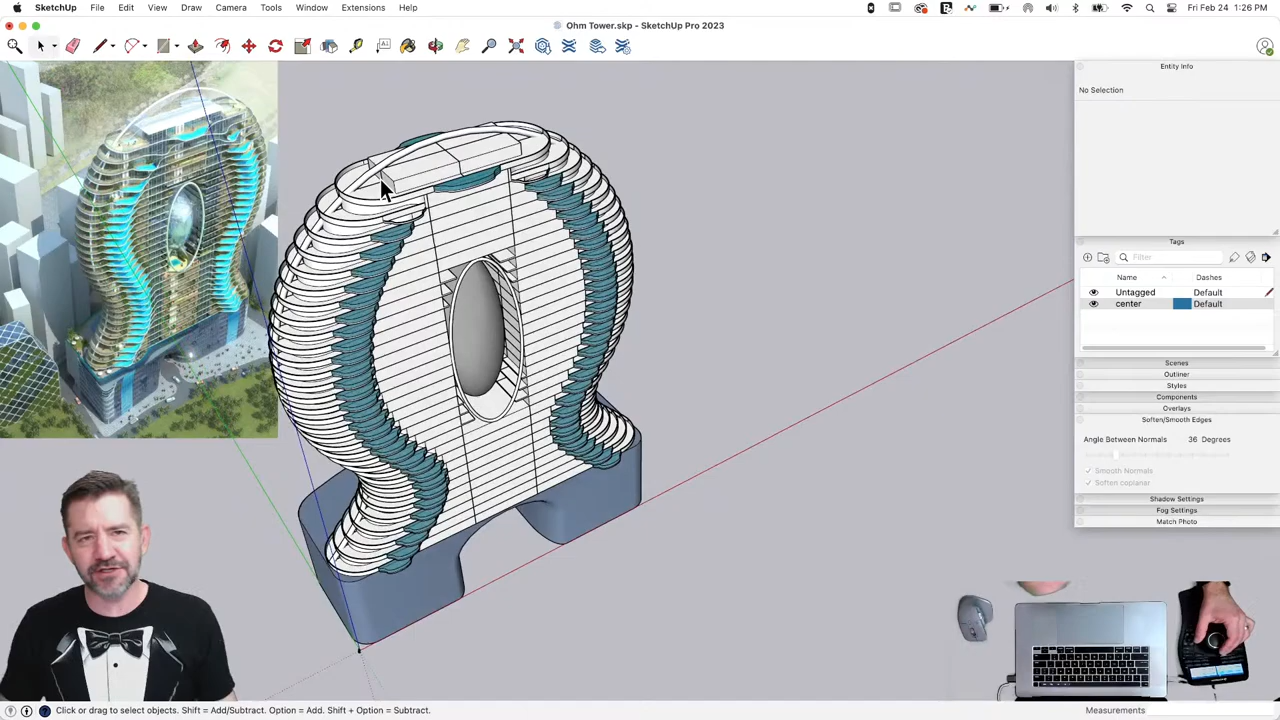 SketchUp File Edit View Draw Camera Tools Window Extensions Help Fri Feb 24 1:26 PM
Ohm Tower.skp - SketchUp Pro 2023
Entity Info
No Selection
Tags
Filter
Name Dashes
Untagged Default
center Default
Scenes
Outliner
Styles
Components
Overlays
Soften/Smooth Edges
Angle Between Normals 36 Degrees
Smooth Normals
Soften coplanar
Shadow Settings
Fog Settings
Match Photo
Click or drag to select objects. Shift = Add/Subtract. Option = Add. Shift + Option = Subtract. Measurements